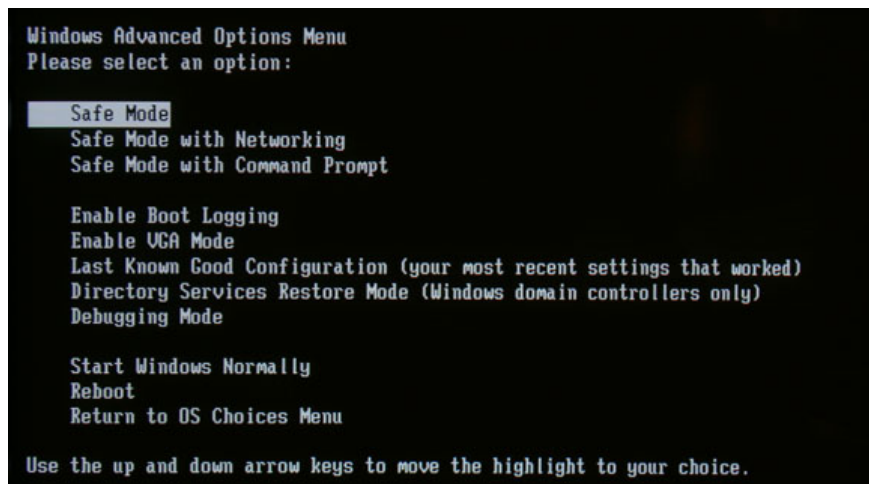 Windows Advanced Options Menu
Please select an option:
Safe Mode
Safe Mode with Networking
Safe Mode with Command Prompt
Enable Boot Logging
Enable VGA Mode
Last Known Good Configuration (your most recent settings that worked)
Directory Services Restore Mode (Windows domain controllers only)
Debugging Mode
Start Windows Normally
Reboot
Return to OS Choices Menu
Use the up and down arrow keys to move the highlight to your choice.